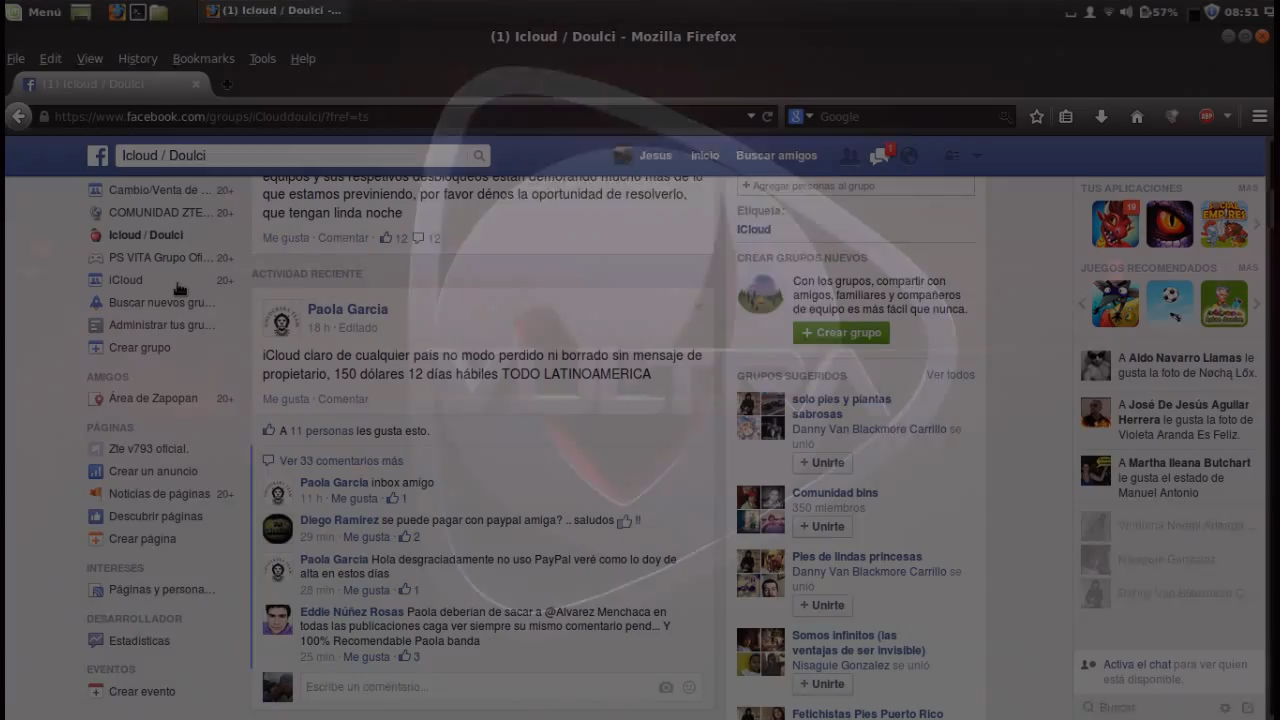 Menú
(1) Icloud / Doulci - ...
57%
08:51
(1) Icloud / Doulci - Mozilla Firefox
File Edit View History Bookmarks Tools Help
(1) Icloud / Doulci
https://www.facebook.com/groups/iClouddoulci/?fref=ts
Google
Icloud / Doulci
Jesus Inicio Buscar amigos
1
Cambio/Venta de ... 20+
COMUNIDAD ZTE... 20+
Icloud / Doulci
PS VITA Grupo Ofi... 20+
iCloud 20+
Buscar nuevos gru...
Administrar tus gru...
Crear grupo
AMIGOS
Área de Zapopan 20+
PÁGINAS
Zte v793 oficial.
Crear un anuncio
Noticias de páginas 20+
Descubrir páginas
Crear página
INTERESES
Páginas y persona...
DESARROLLADOR
Estadísticas
EVENTOS
Crear evento
equipos y sus respetivos desbloqueos están demorando mucho más de lo
que estamos previniendo, por favor dénos la oportunidad de resolverlo,
que tengan linda noche
Me gusta · Comentar · 12 12
ACTIVIDAD RECIENTE
Paola Garcia
18 h · Editado
iCloud claro de cualquier país no modo perdido ni borrado sin mensaje de
propietario, 150 dólares 12 días hábiles TODO LATINOAMERICA
Me gusta · Comentar
A 11 personas les gusta esto.
Ver 33 comentarios más
Paola Garcia inbox amigo
11 h · Me gusta · 1
Diego Ramirez se puede pagar con paypal amiga? .. saludos !!
29 min · Me gusta · 2
Paola Garcia Hola desgraciadamente no uso PayPal veré como lo doy de
alta en estos días
28 min · Me gusta · 1
Eddie Núñez Rosas Paola deberian de sacar a @Alvarez Menchaca en
todas las publicaciones caga ver siempre su mismo comentario pend... Y
100% Recomendable Paola banda
25 min · Me gusta · 3
Escribe un comentario...
+ Agregar personas al grupo
Etiqueta:
iCloud
CREAR GRUPOS NUEVOS
Con los grupos, compartir con
amigos, familiares y compañeros
de equipo es más fácil que nunca.
+ Crear grupo
GRUPOS SUGERIDOS Ver todos
solo pies y plantas
sabrosas
Danny Van Blackmore Carrillo se
unió
+ Unirte
Comunidad bins
350 miembros
+ Unirte
Pies de lindas princesas
Danny Van Blackmore Carrillo se
unió
+ Unirte
Somos infinitos (las
ventajas de ser invisible)
Nisaguie Gonzalez se unió
+ Unirte
Fetichistas Pies Puerto Rico
TUS APLICACIONES MÁS
19
JUEGOS RECOMENDADOS MÁS
A Aldo Navarro Llamas le
gusta la foto de Nøchą Lõx.
A José De Jesús Aguilar
Herrera le gusta la foto de
Violeta Aranda Es Feliz.
A Martha Ileana Butchart
le gusta el estado de
Manuel Antonio
Nisaguie Gonzalez
Danny Van Blackmore C...
Activa el chat para ver quien
está disponible.
Buscar